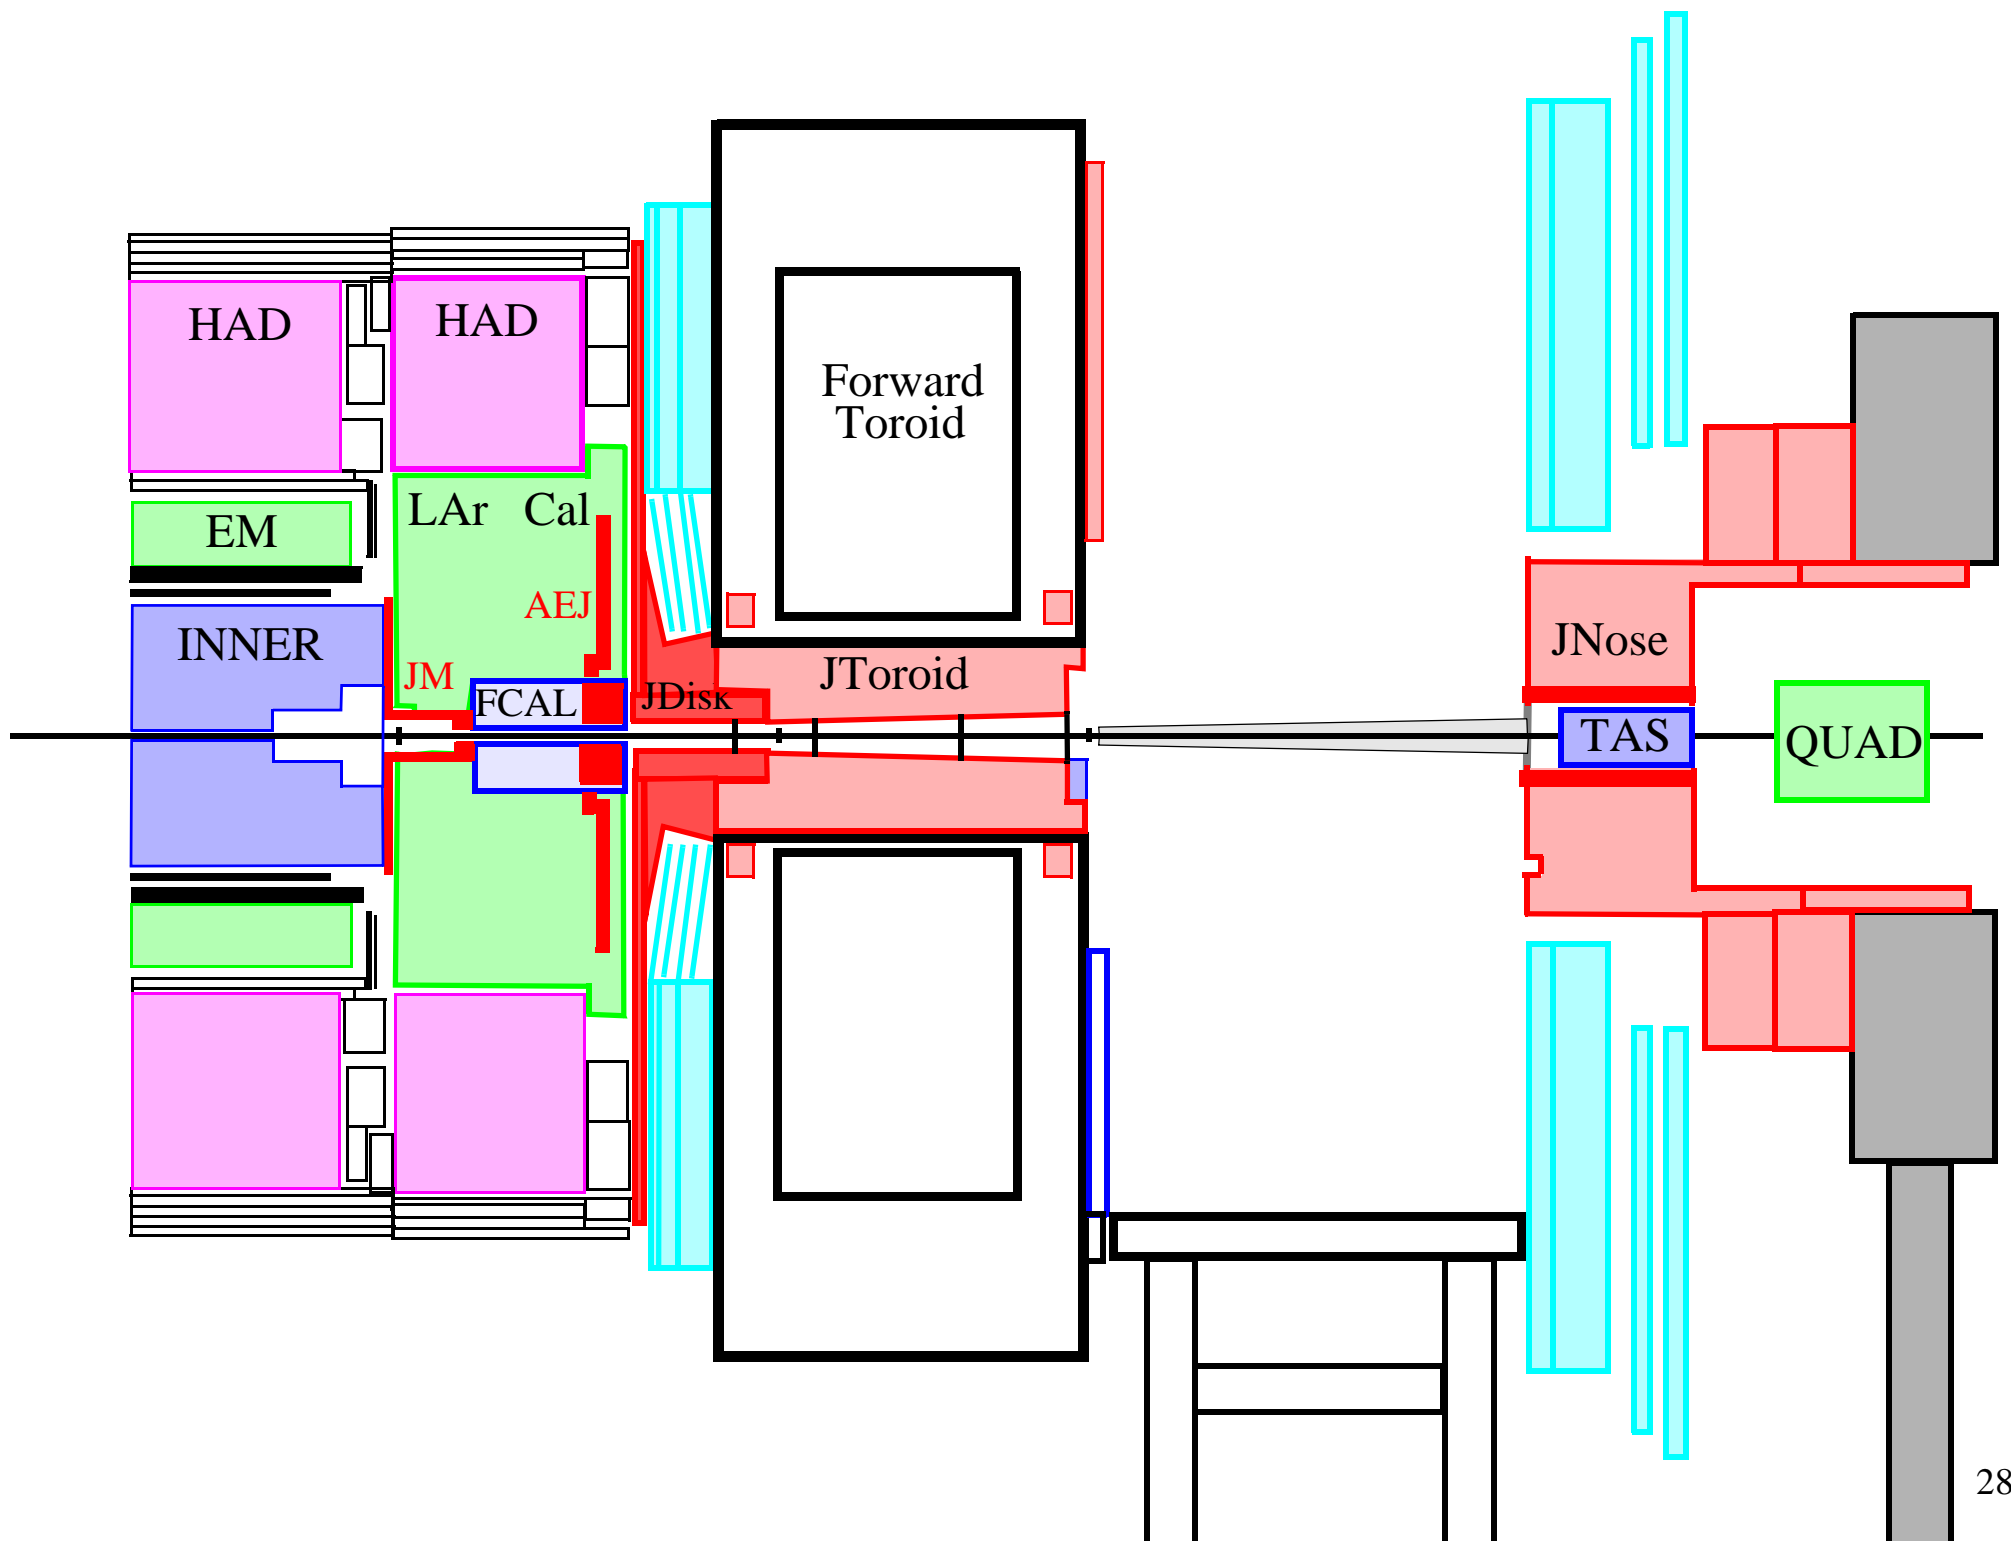 HAD
HAD
Forward
Toroid
LAr Cal
EM
AEJ
INNER
JM
FCAL
JDisk
JToroid
JNose
TAS
QUAD
28